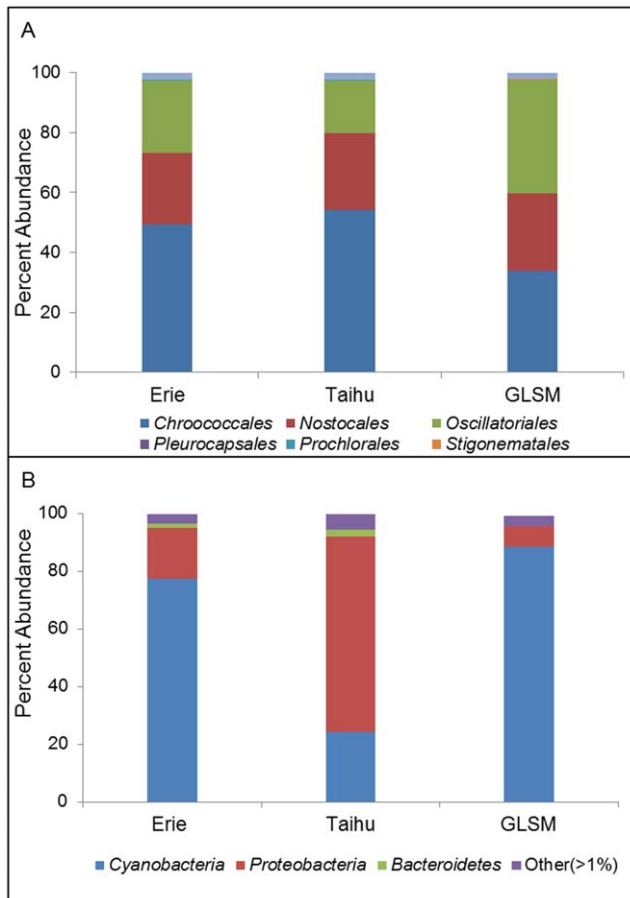 A
100
80
60
40
20
0
Percent Abundance
Erie Taihu GLSM
Chroococcales Nostocales Oscillatoriales
Pleurocapsales Prochlorales Stigonematales
B
100
80
60
40
20
0
Percent Abundance
Erie Taihu GLSM
Cyanobacteria Proteobacteria Bacteroidetes Other(>1%)